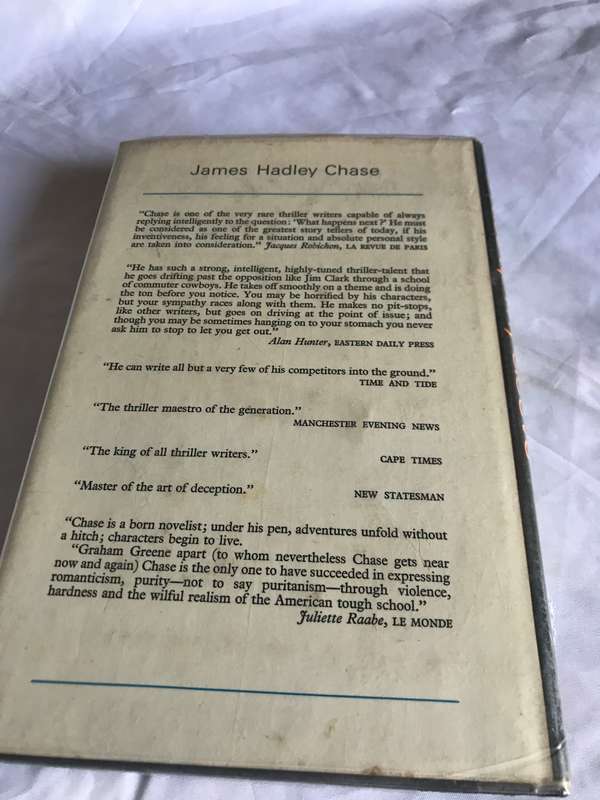 James Hadley Chase
"Chase is one of the very rare thriller writers capable of always
replying intelligently to the question: 'What happens next?' He must
be considered as one of the greatest story tellers of today, if his
inventiveness, his feeling for a situation and absolute personal style
are taken into consideration." Jacques Robichon, LA REVUE DE PARIS
"He has such a strong, intelligent, highly-tuned thriller-talent that
he goes drifting past the opposition like Jim Clark through a school
of commuter cowboys. He takes off smoothly on a theme and is doing
the ton before you notice. You may be horrified by his characters,
but your sympathy races along with them. He makes no pit-stops,
like other writers, but goes on driving at the point of issue; and
though you may be sometimes hanging on to your stomach you never
ask him to stop to let you get out."
Alan Hunter, EASTERN DAILY PRESS
"He can write all but a very few of his competitors into the ground."
TIME AND TIDE
"The thriller maestro of the generation."
MANCHESTER EVENING NEWS
"The king of all thriller writers."
CAPE TIMES
"Master of the art of deception."
NEW STATESMAN
"Chase is a born novelist; under his pen, adventures unfold without
a hitch; characters begin to live.
"Graham Greene apart (to whom nevertheless Chase gets near
now and again) Chase is the only one to have succeeded in expressing
romanticism, purity—not to say puritanism—through violence,
hardness and the wilful realism of the American tough school."
Juliette Raabe, LE MONDE